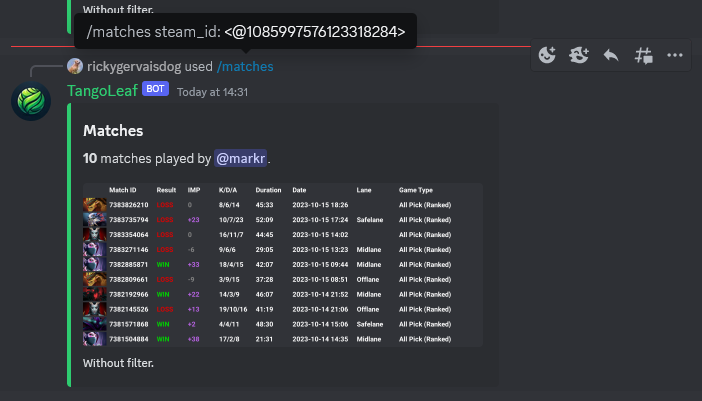 Without filter.
/matches steam_id: <@1085997576123318284>
rickygervaisdog used /matches
TangoLeaf BOT Today at 14:31
Matches
10 matches played by @markr.
Match ID Result IMP K/D/A Duration Date Lane Game Type
7383826210 LOSS 0 8/6/14 45:33 2023-10-15 18:26 All Pick (Ranked)
7383735794 LOSS +23 10/7/23 52:09 2023-10-15 17:24 Safelane All Pick (Ranked)
7383354064 LOSS 0 16/11/7 44:45 2023-10-15 14:02 All Pick (Ranked)
7383271146 LOSS -6 9/6/6 29:05 2023-10-15 13:23 Midlane All Pick (Ranked)
7382885871 WIN +33 18/4/15 42:07 2023-10-15 09:44 Midlane All Pick (Ranked)
7382809661 LOSS -9 3/9/15 37:28 2023-10-15 08:51 Offlane All Pick (Ranked)
7382192966 WIN +22 14/3/9 46:07 2023-10-14 21:52 Midlane All Pick (Ranked)
7382145526 LOSS +13 19/10/16 41:19 2023-10-14 21:06 Offlane All Pick (Ranked)
7381571868 WIN +2 4/4/11 48:30 2023-10-14 15:06 Safelane All Pick (Ranked)
7381504884 WIN +38 17/2/8 21:31 2023-10-14 14:35 Midlane All Pick (Ranked)
Without filter.